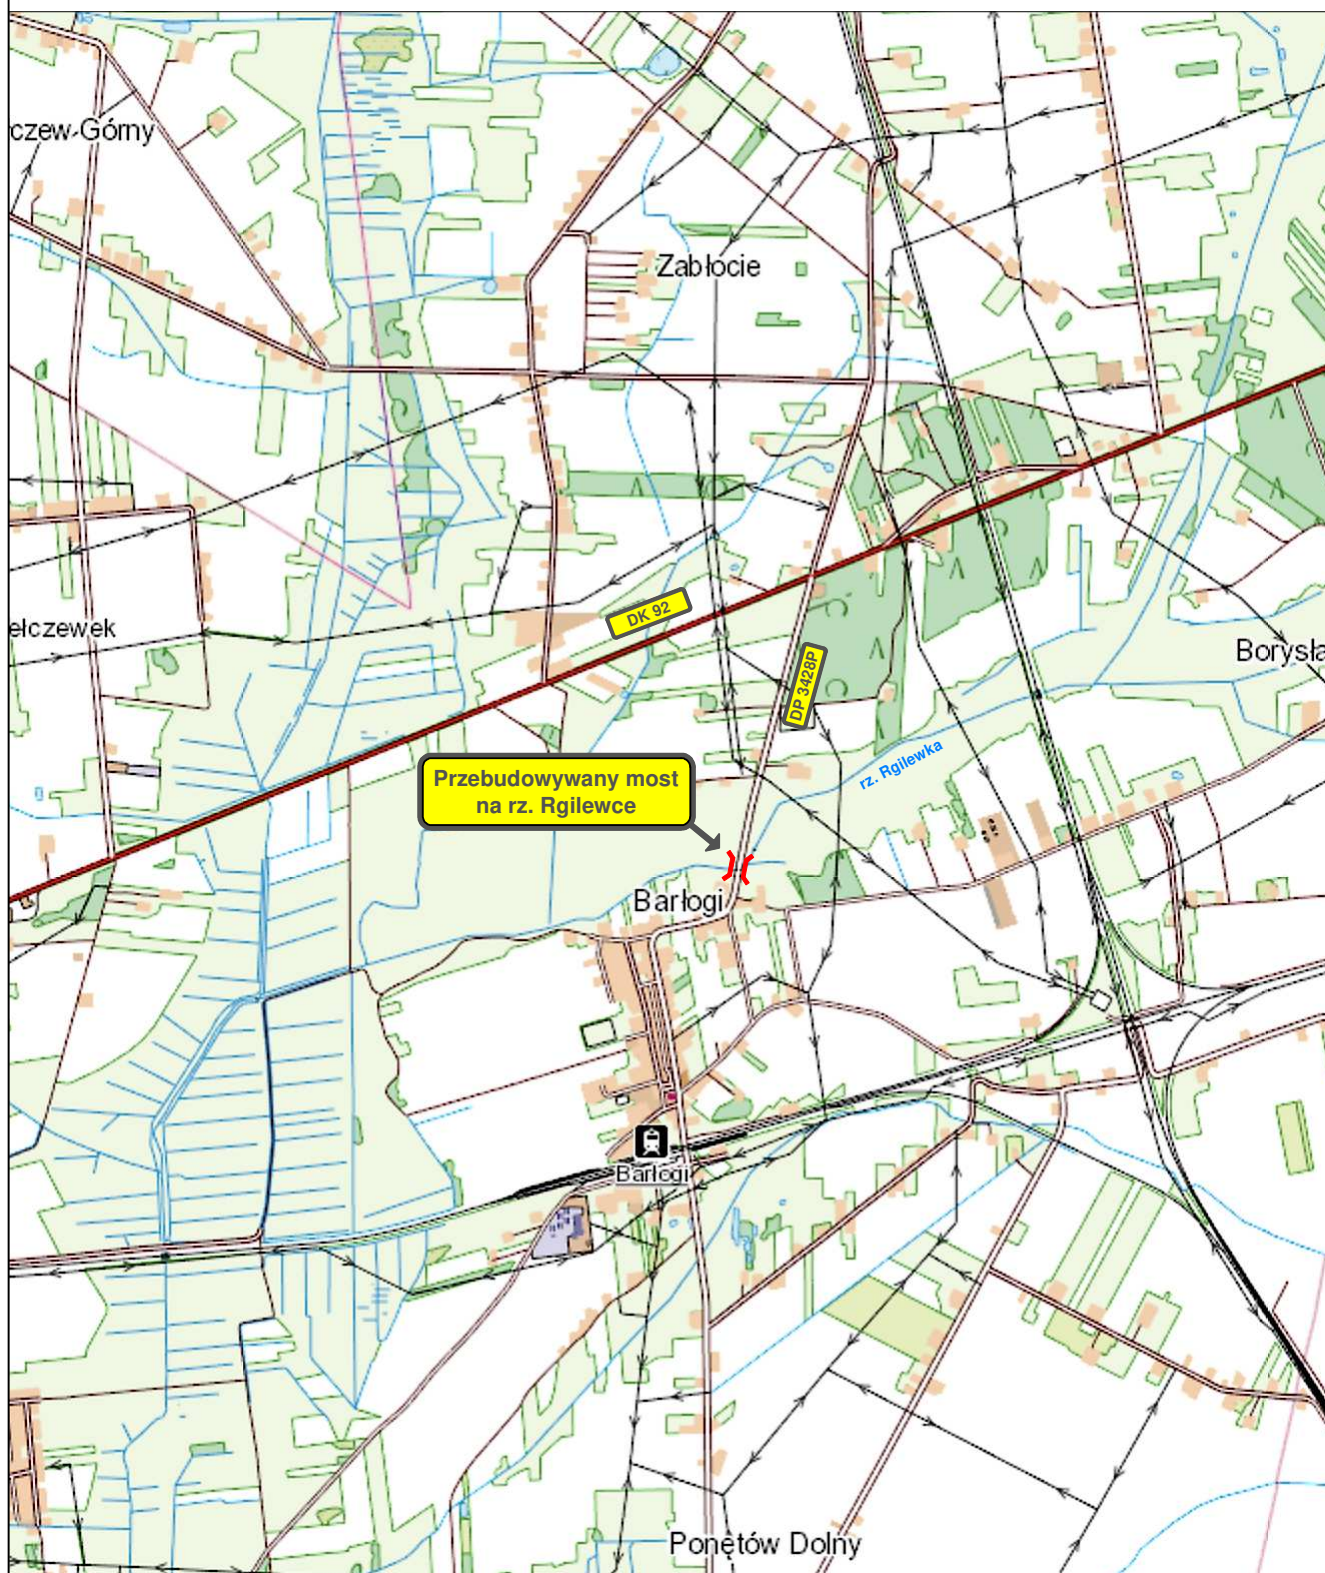 czew-Górny
Zabłocie
DK 92
ełczewek
Borysła
DP 3428P
rz. Rgilewka
Przebudowywany most
na rz. Rgilewce
Barłogi
Barłogi
Ponętów Dolny